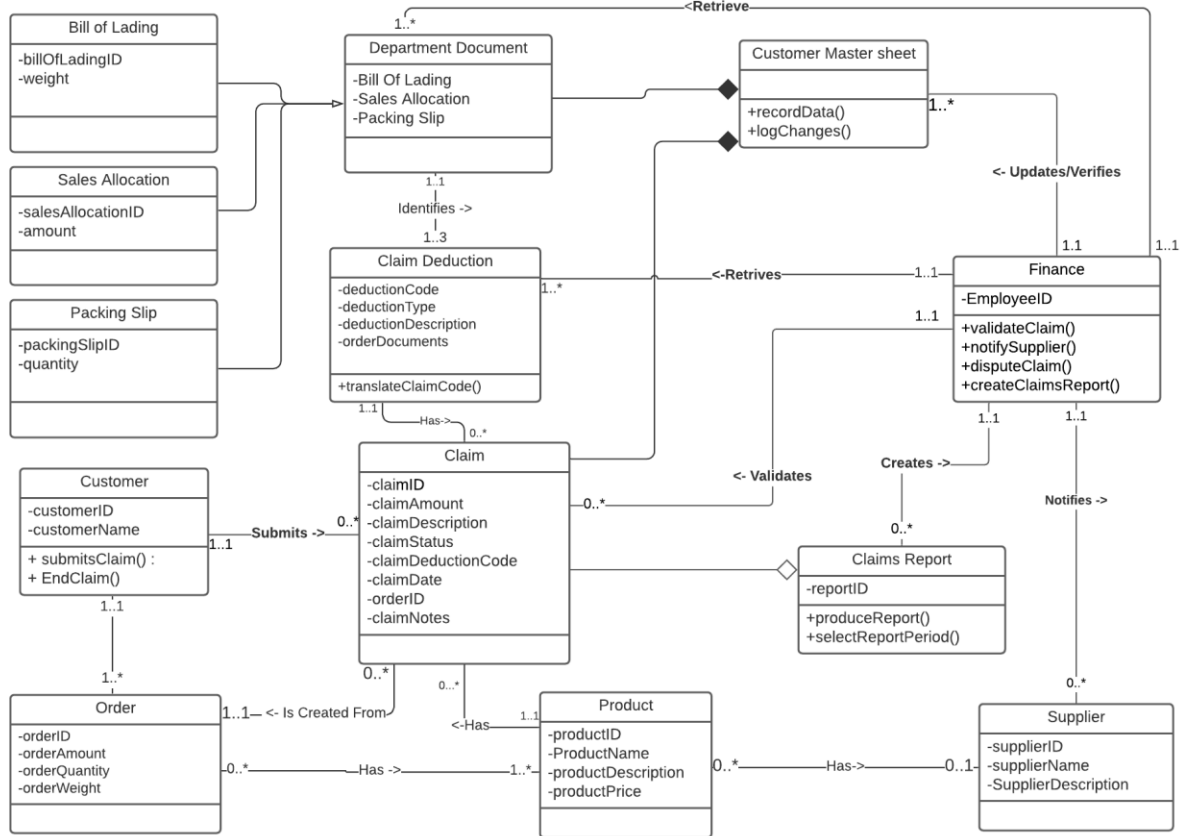 <Retrieve
1..*
Bill of Lading
-billOfLadingID
-weight
Department Document
-Bill Of Lading
-Sales Allocation
-Packing Slip
Customer Master sheet
+recordData()
+logChanges()
1..*
<- Updates/Verifies
1.1
1..1
Sales Allocation
-salesAllocationID
-amount
1..1
Identifies ->
1..3
Packing Slip
-packingSlipID
-quantity
Claim Deduction
-deductionCode
-deductionType
-deductionDescription
-orderDocuments
+translateClaimCode()
1..*
<-Retrives
1..1
Finance
-EmployeeID
+validateClaim()
+notifySupplier()
+disputeClaim()
+createClaimsReport()
1..1
1..1
Has->
0..*
1..1
1..1
Creates ->
0..*
Notifies ->
0..*
<- Validates
0..*
Customer
-customerID
-customerName
+ submitsClaim() :
+ EndClaim()
1..1
Submits ->
0..*
Claim
-claimID
-claimAmount
-claimDescription
-claimStatus
-claimDeductionCode
-claimDate
-orderID
-claimNotes
Claims Report
-reportID
+produceReport()
+selectReportPeriod()
1..1
1..*
0..*
1..1
<- Is Created From
0...*
<-Has
1..1
Order
-orderID
-orderAmount
-orderQuantity
-orderWeight
0..*
Has ->
1..*
Product
-productID
-ProductName
-productDescription
-productPrice
0..*
Has->
0..1
Supplier
-supplierID
-supplierName
-SupplierDescription